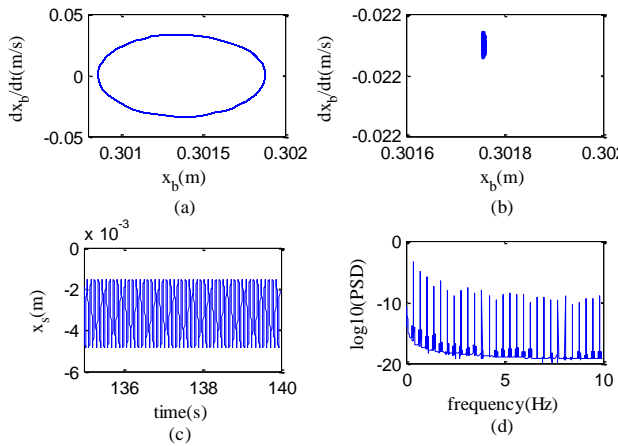 0.05
0
-0.05
dx_b/dt(m/s)
0.301 0.3015 0.302
x_b(m)
(a)
-0.022
-0.022
-0.022
dx_b/dt(m/s)
0.3016 0.3018 0.302
x_b(m)
(b)
x 10^-3
0
-2
-4
-6
x_s(m)
136 138 140
time(s)
(c)
0
-10
-20
log10(PSD)
0 5 10
frequency(Hz)
(d)